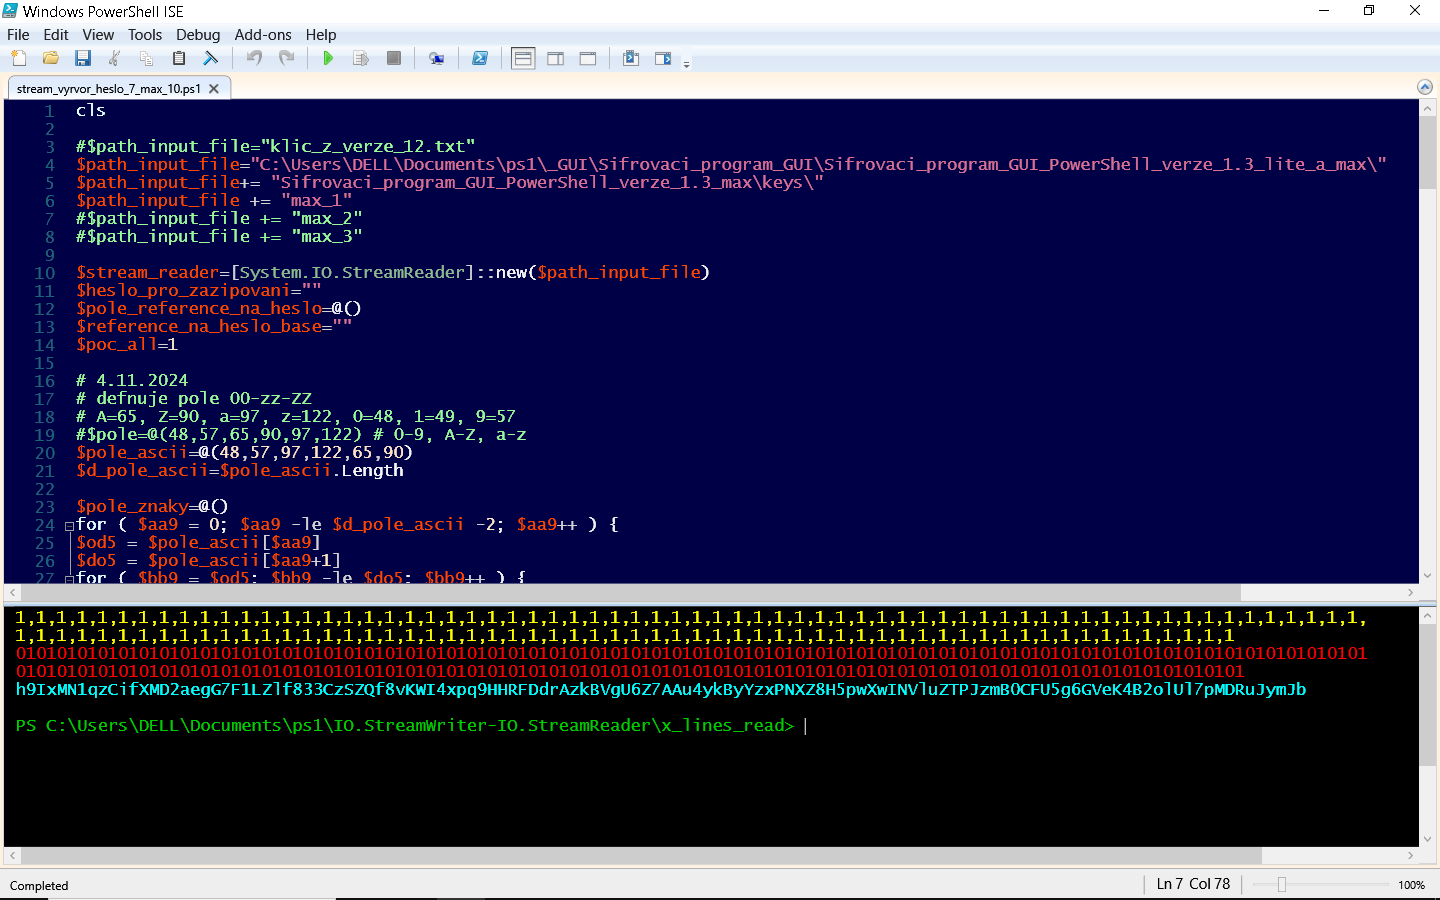 Windows PowerShell ISE
File Edit View Tools Debug Add-ons Help
stream_vyrvor_heslo_7_max_10.ps1
1 cls
2
3 #$path_input_file="klic_z_verze_12.txt"
4 $path_input_file="C:\Users\DELL\Documents\ps1\_GUI\Sifrovaci_program_GUI\Sifrovaci_program_GUI_PowerShell_verze_1.3_lite_a_max\"
5 $path_input_file+= "Sifrovaci_program_GUI_PowerShell_verze_1.3_max\keys\"
6 $path_input_file += "max_1"
7 #$path_input_file += "max_2"
8 #$path_input_file += "max_3"
9
10 $stream_reader=[System.IO.StreamReader]::new($path_input_file)
11 $heslo_pro_zazipovani=""
12 $pole_reference_na_heslo=@()
13 $reference_na_heslo_base=""
14 $poc_all=1
15
16 # 4.11.2024
17 # defnuje pole 00-zz-ZZ
18 # A=65, Z=90, a=97, z=122, 0=48, 1=49, 9=57
19 #$pole=@(48,57,65,90,97,122) # 0-9, A-Z, a-z
20 $pole_ascii=@(48,57,97,122,65,90)
21 $d_pole_ascii=$pole_ascii.Length
22
23 $pole_znaky=@()
24 for ( $aa9 = 0; $aa9 -le $d_pole_ascii -2; $aa9++ ) {
25 $od5 = $pole_ascii[$aa9]
26 $do5 = $pole_ascii[$aa9+1]
27 for ( $bb9 = $od5; $bb9 -le $do5; $bb9++ ) {
1,1,1,1,1,1,1,1,1,1,1,1,1,1,1,1,1,1,1,1,1,1,1,1,1,1,1,1,1,1,1,1,1,1,1,1,1,1,1,1,1,1,1,1,1,1,1,1,1,1,1,1,1,1,1,1,1,1,1,1,1,1,1,1,1,1,
1,1,1,1,1,1,1,1,1,1,1,1,1,1,1,1,1,1,1,1,1,1,1,1,1,1,1,1,1,1,1,1,1,1,1,1,1,1,1,1,1,1,1,1,1,1,1,1,1,1,1,1,1,1,1,1,1,1,1,1
010101010101010101010101010101010101010101010101010101010101010101010101010101010101010101010101010101010101010101010101010101010101
010101010101010101010101010101010101010101010101010101010101010101010101010101010101010101010101010101010101010101010101
h9IxMN1qzCifXMD2aegG7F1LZlf833CzSZQf8vKWI4xpq9HHRFDdrAzkBVgU6Z7AAu4ykByYzxPNXZ8H5pwXwINVluZTPJzmB0CFU5g6GVeK4B2olUl7pMDRuJymJb
PS C:\Users\DELL\Documents\ps1\IO.StreamWriter-IO.StreamReader\x_lines_read>
Completed
Ln 7 Col 78
100%